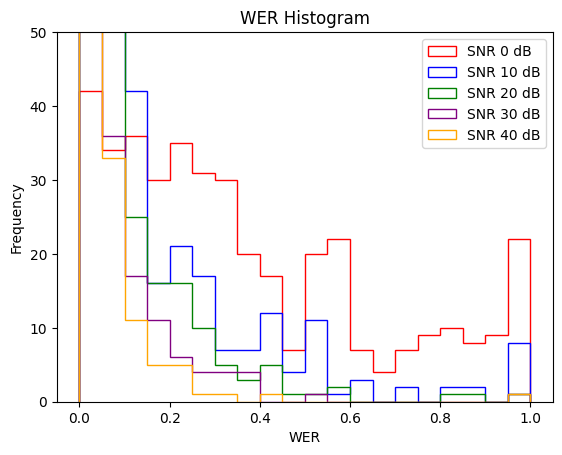 WER Histogram
SNR 0 dB
SNR 10 dB
SNR 20 dB
SNR 30 dB
SNR 40 dB
Frequency
50
40
30
20
10
0
0.0 0.2 0.4 0.6 0.8 1.0
WER